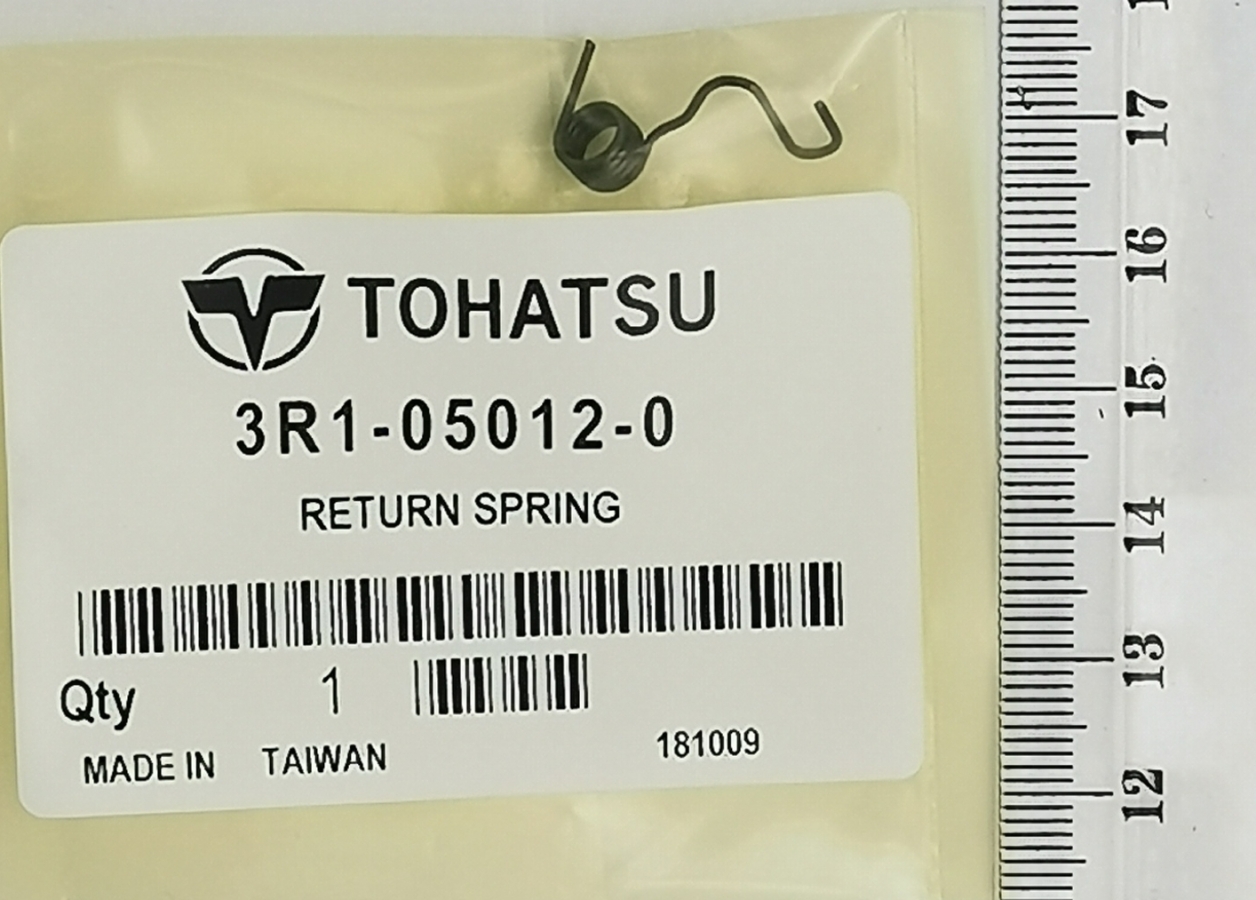 TOHATSU
3R1-05012-0
RETURN SPRING
Qty 1
MADE IN TAIWAN 181009
17
16
15
14
13
12